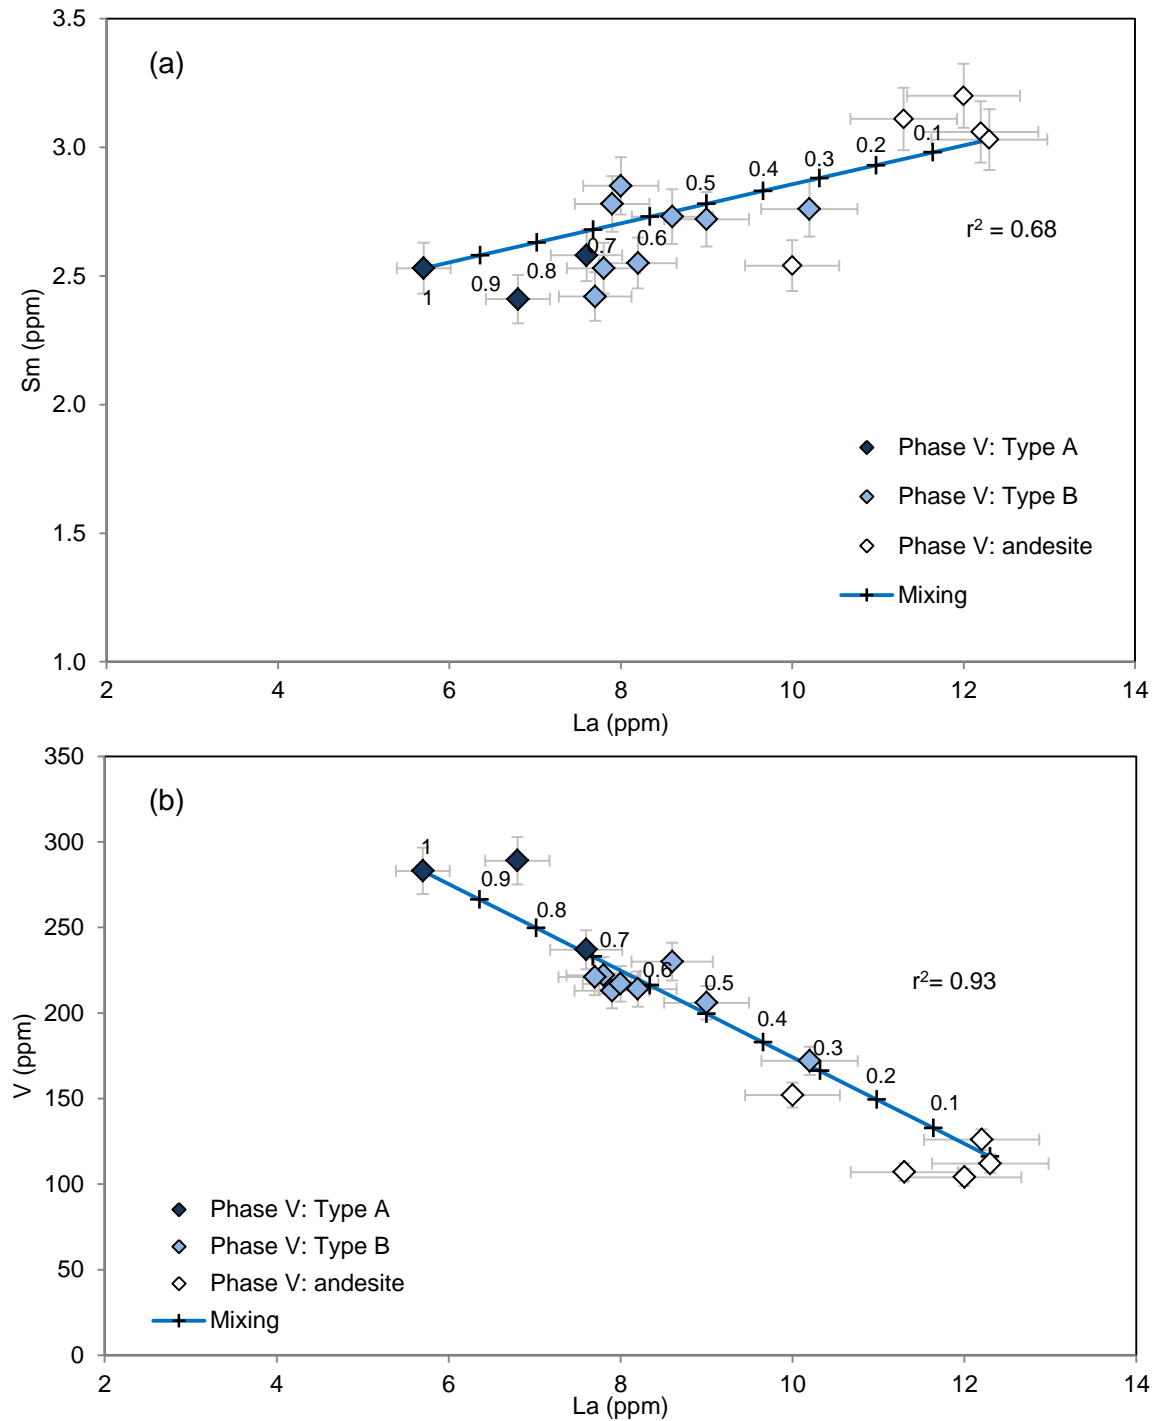 (a)
3.5
3.0
2.5
2.0
1.5
1.0
Sm (ppm)
1
0.9
0.8
0.7
0.6
0.5
0.4
0.3
0.2
0.1
r² = 0.68
Phase V: Type A
Phase V: Type B
Phase V: andesite
Mixing
2 4 6 8 10 12 14
La (ppm)
(b)
350
300
250
200
150
100
50
0
V (ppm)
1
0.9
0.8
0.7
0.6
0.5
0.4
0.3
0.2
0.1
r²= 0.93
Phase V: Type A
Phase V: Type B
Phase V: andesite
Mixing
2 4 6 8 10 12 14
La (ppm)